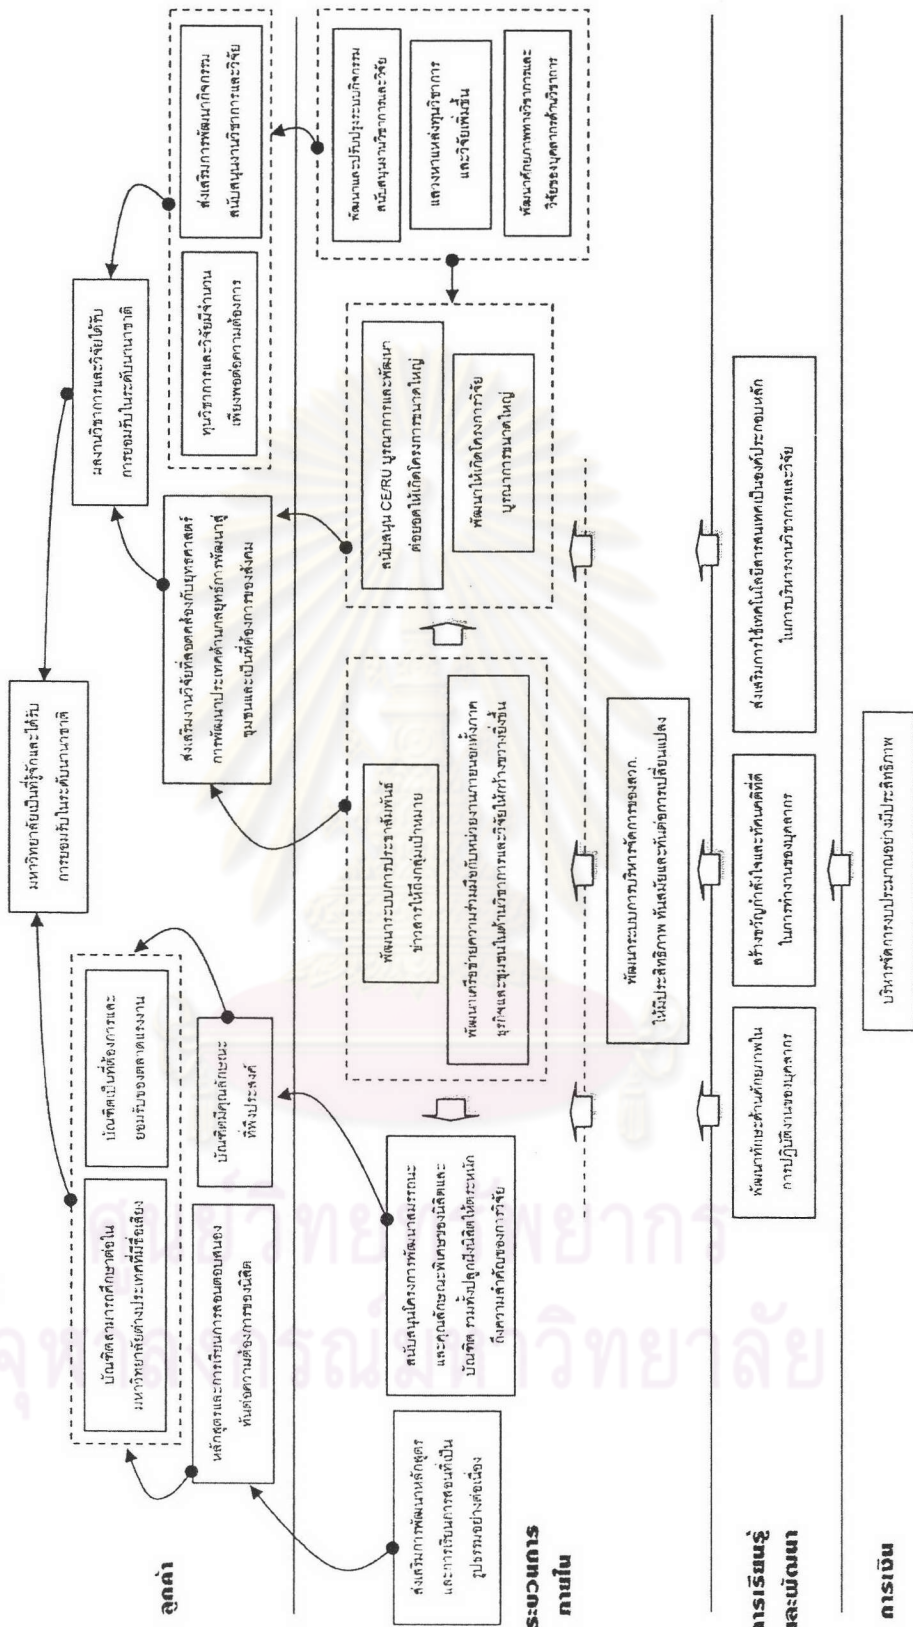 ลูกค้า
มหาวิทยาลัยเป็นที่รู้จักและได้รับ
การยอมรับในระดับนานาชาติ
บัณฑิตสามารถศึกษาต่อใน
มหาวิทยาลัยต่างประเทศที่มีชื่อเสียง
บัณฑิตเป็นที่ต้องการและ
ยอมรับของตลาดแรงงาน
ผลงานวิชาการและวิจัยได้รับ
การยอมรับในระดับนานาชาติ
หลักสูตรและการเรียนการสอนตอบสนอง
ทันต่อความต้องการของนิสิต
บัณฑิตมีคุณลักษณะ
ที่พึงประสงค์
ส่งเสริมงานวิจัยที่สอดคล้องกับยุทธศาสตร์
การพัฒนาประเทศด้านกลยุทธ์การพัฒนาสู่
ชุมชนและเป็นที่ต้องการของสังคม
ทุนวิชาการและวิจัยมีจำนวน
เพียงพอต่อความต้องการ
ส่งเสริมการพัฒนากิจกรรม
สนับสนุนงานวิชาการและวิจัย
ระบวนการ
ภายใน
ส่งเสริมการพัฒนาหลักสูตร
และการเรียนการสอนที่เป็น
รูปธรรมอย่างต่อเนื่อง
สนับสนุนโครงการพัฒนาสมรรถนะ
และคุณลักษณะพิเศษของนิสิตและ
บัณฑิต รวมทั้งปลูกฝังนิสิตให้ตระหนัก
ถึงความสำคัญของการวิจัย
พัฒนาระบบการประชาสัมพันธ์
ข่าวสารให้ถึงกลุ่มเป้าหมาย
พัฒนาเครือข่ายความร่วมมือกับหน่วยงานภายนอกทั้งภาค
ธุรกิจและชุมชนในด้านวิชาการและวิจัยให้กว้างขวางยิ่งขึ้น
สนับสนุน CE/RU บูรณาการและพัฒนา
ต่อยอดให้เกิดโครงการขนาดใหญ่
พัฒนาให้เกิดโครงการวิจัย
บูรณาการขนาดใหญ่
พัฒนาและปรับปรุงระบบกิจกรรม
สนับสนุนงานวิชาการและวิจัย
แสวงหาแหล่งทุนวิชาการ
และวิจัยเพิ่มขึ้น
พัฒนาศักยภาพทางวิชาการและ
วิจัยของบุคลากรด้านวิชาการ
พัฒนาระบบการบริหารจัดการของสวก.
ให้มีประสิทธิภาพ ทันสมัยและทันต่อการเปลี่ยนแปลง
การเรียนรู้
และพัฒนา
พัฒนาทักษะด้านศักยภาพใน
การปฏิบัติงานของบุคลากร
สร้างขวัญกำลังใจและทัศนคติที่ดี
ในการทำงานของบุคลากร
ส่งเสริมการใช้เทคโนโลยีสารสนเทศเป็นองค์ประกอบหลัก
ในการบริหารงานวิชาการและวิจัย
การเงิน
บริหารจัดการงบประมาณอย่างมีประสิทธิภาพ
ศูนย์วิทยทรัพยากร
จุฬาลงกรณ์มหาวิทยาลัย